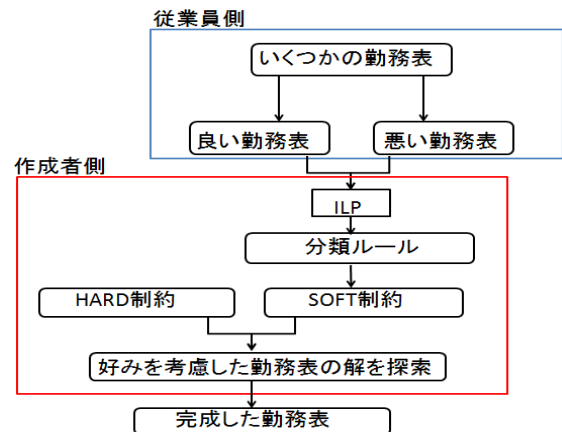 従業員側
いくつかの勤務表
良い勤務表
悪い勤務表
作成者側
ILP
分類ルール
HARD制約
SOFT制約
好みを考慮した勤務表の解を探索
完成した勤務表